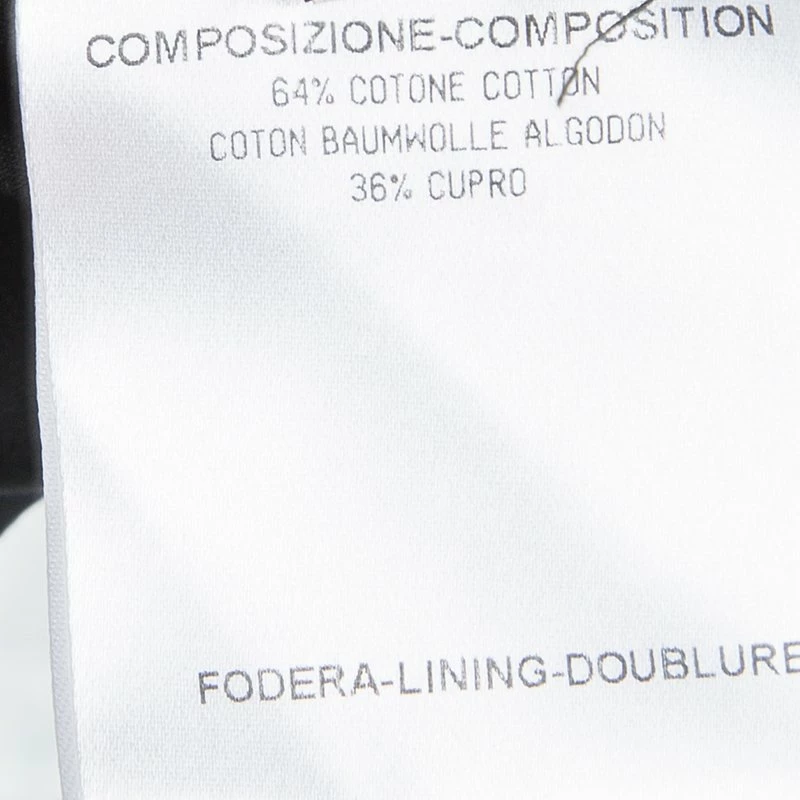 COMPOSIZIONE-COMPOSITION
64% COTONE COTTON
COTON BAUMWOLLE ALGODON
36% CUPRO
FODERA-LINING-DOUBLURE